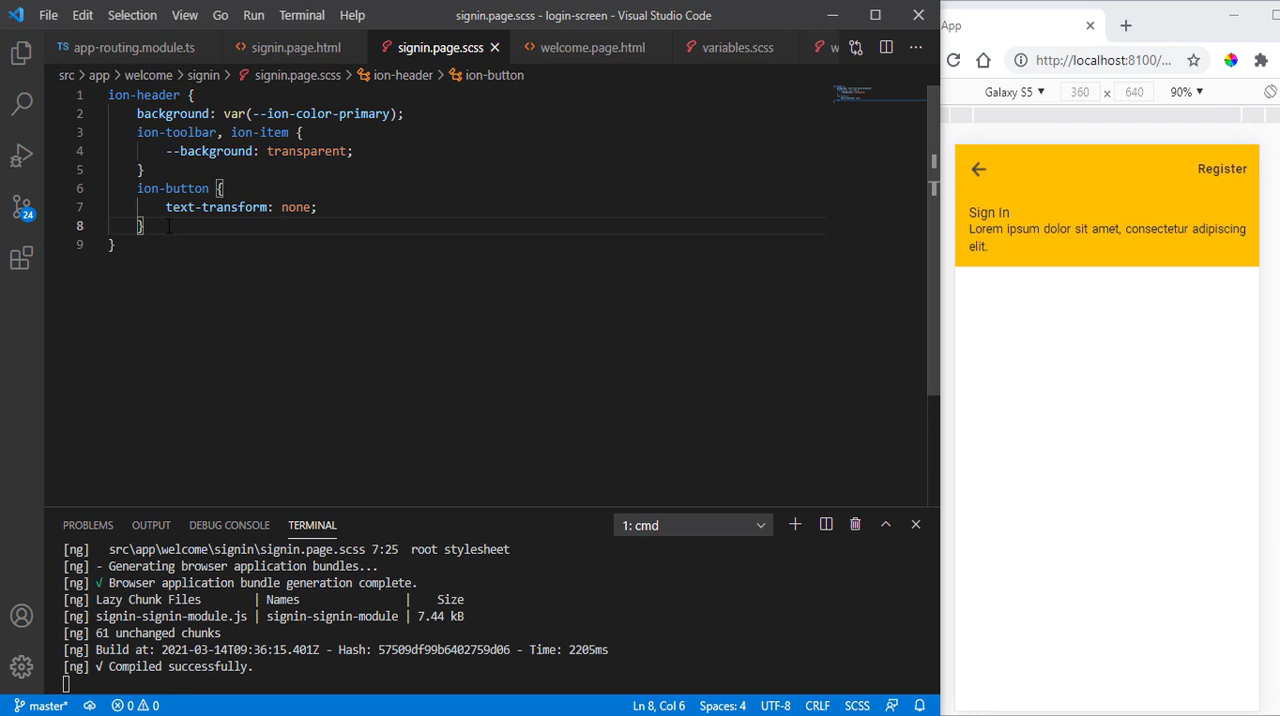 File Edit Selection View Go Run Terminal Help signin.page.scss - login-screen - Visual Studio Code
TS app-routing.module.ts <> signin.page.html signin.page.scss <> welcome.page.html variables.scss w
src > app > welcome > signin > signin.page.scss > ion-header > ion-button
1 ion-header {
2 background: var(--ion-color-primary);
3 ion-toolbar, ion-item {
4 --background: transparent;
5 }
6 ion-button {
7 text-transform: none;
8 }
9 }
24
PROBLEMS OUTPUT DEBUG CONSOLE TERMINAL 1: cmd
[ng] src\app\welcome\signin\signin.page.scss 7:25 root stylesheet
[ng] - Generating browser application bundles...
[ng] √ Browser application bundle generation complete.
[ng] Lazy Chunk Files | Names | Size
[ng] signin-signin-module.js | signin-signin-module | 7.44 kB
[ng] 61 unchanged chunks
[ng] Build at: 2021-03-14T09:36:15.401Z - Hash: 57509df99b6402759d06 - Time: 2205ms
[ng] √ Compiled successfully.
master* 0 0 Ln 8, Col 6 Spaces: 4 UTF-8 CRLF SCSS
App
http://localhost:8100/...
Galaxy S5 360 x 640 90%
Register
Sign In
Lorem ipsum dolor sit amet, consectetur adipiscing
elit.